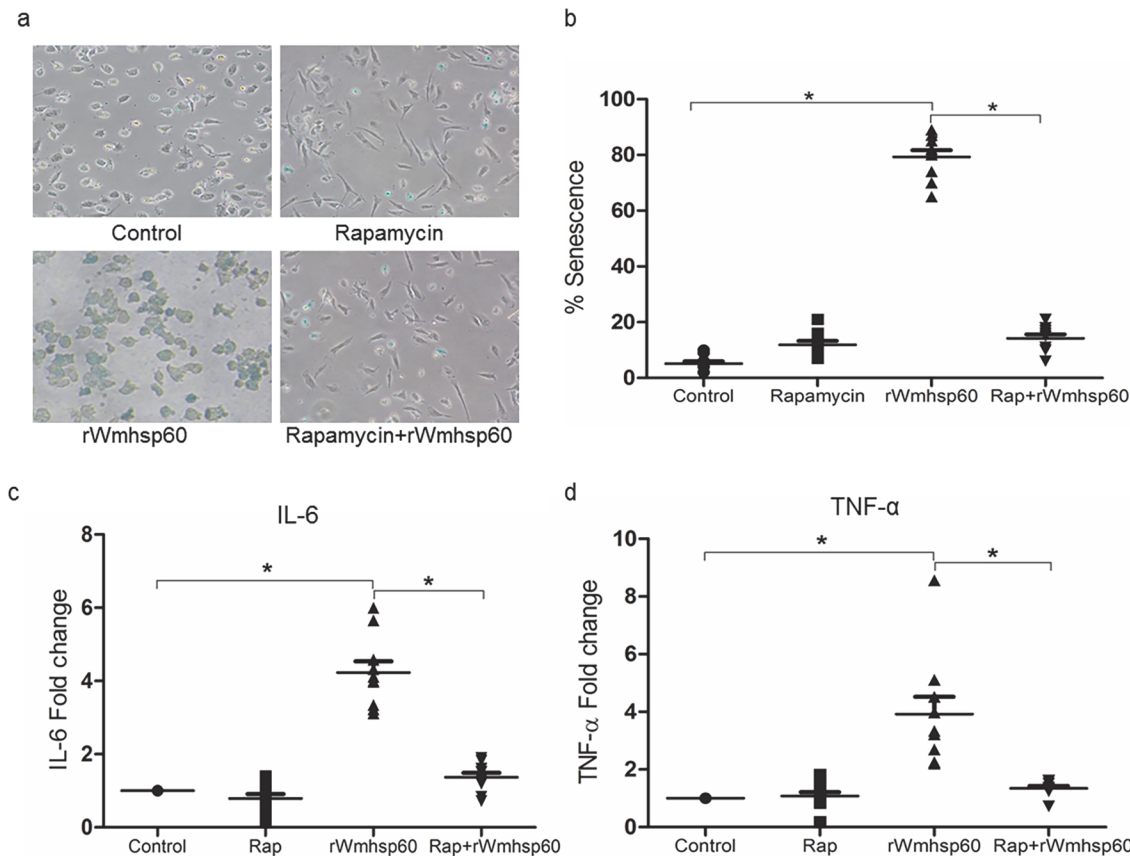 a
Control
Rapamycin
rWmhsp60
Rapamycin+rWmhsp60
b
100
80
60
40
20
0
% Senescence
*
*
Control
Rapamycin
rWmhsp60
Rap+rWmhsp60
c
IL-6
8
6
4
2
0
IL-6 Fold change
*
*
Control
Rap
rWmhsp60
Rap+rWmhsp60
d
TNF-α
10
8
6
4
2
0
TNF-α Fold change
*
*
Control
Rap
rWmhsp60
Rap+rWmhsp60